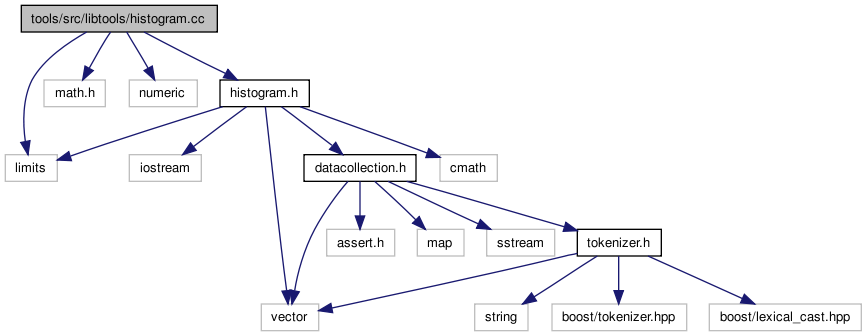 tools/src/libtools/histogram.cc
math.h
numeric
histogram.h
limits
iostream
datacollection.h
cmath
assert.h
map
sstream
tokenizer.h
vector
string
boost/tokenizer.hpp
boost/lexical_cast.hpp